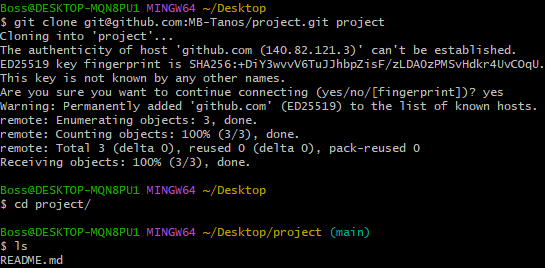 Boss@DESKTOP-MQN8PU1 MINGW64 ~/Desktop
$ git clone git@github.com:MB-Tanos/project.git project
Cloning into 'project'...
The authenticity of host 'github.com (140.82.121.3)' can't be established.
ED25519 key fingerprint is SHA256:+DiY3wvvV6TuJJhbpZisF/zLDA0zPMSvHdkr4UvCOqU.
This key is not known by any other names.
Are you sure you want to continue connecting (yes/no/[fingerprint])? yes
Warning: Permanently added 'github.com' (ED25519) to the list of known hosts.
remote: Enumerating objects: 3, done.
remote: Counting objects: 100% (3/3), done.
remote: Total 3 (delta 0), reused 0 (delta 0), pack-reused 0
Receiving objects: 100% (3/3), done.
Boss@DESKTOP-MQN8PU1 MINGW64 ~/Desktop
$ cd project/
Boss@DESKTOP-MQN8PU1 MINGW64 ~/Desktop/project (main)
$ ls
README.md